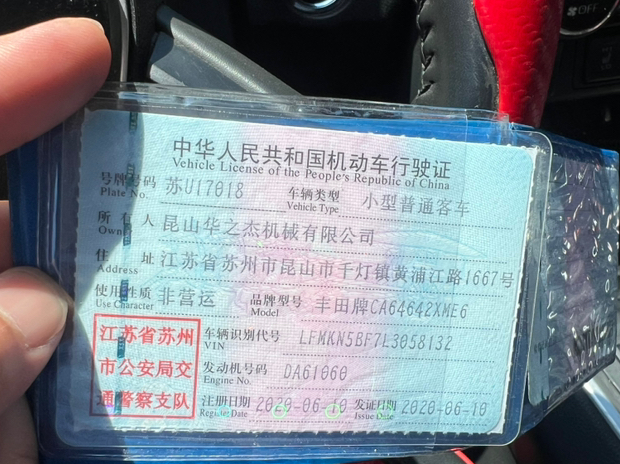 中华人民共和国机动车行驶证
Vehicle License of the People's Republic of China
号牌号码 苏U17018 车辆类型 小型普通客车
Plate No. Vehicle Type
所有人 昆山华之杰机械有限公司
Owner
住址 江苏省苏州市昆山市千灯镇黄浦江路1667号
Address
使用性质 非营运 品牌型号 丰田牌CA64642XME6
Use Character Model
江苏省苏州
市公安局交
通警察支队
车辆识别代号 LFMKN5BF7L3058132
VIN
发动机号码 DA61060
Engine No.
注册日期 2020-06-10 发证日期 2020-06-10
Register Date Issue Date
OFF